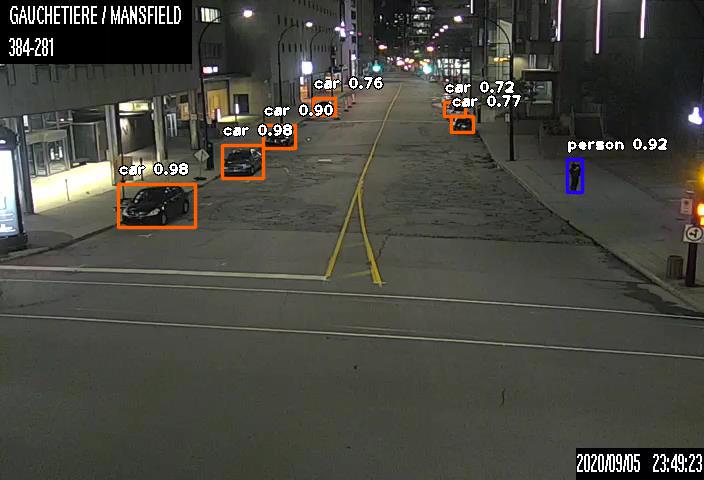 GAUCHETIERE / MANSFIELD
384-281
car 0.76
car 0.72
car 0.77
car 0.90
car 0.98
person 0.92
car 0.98
2020/09/05 23:49:23